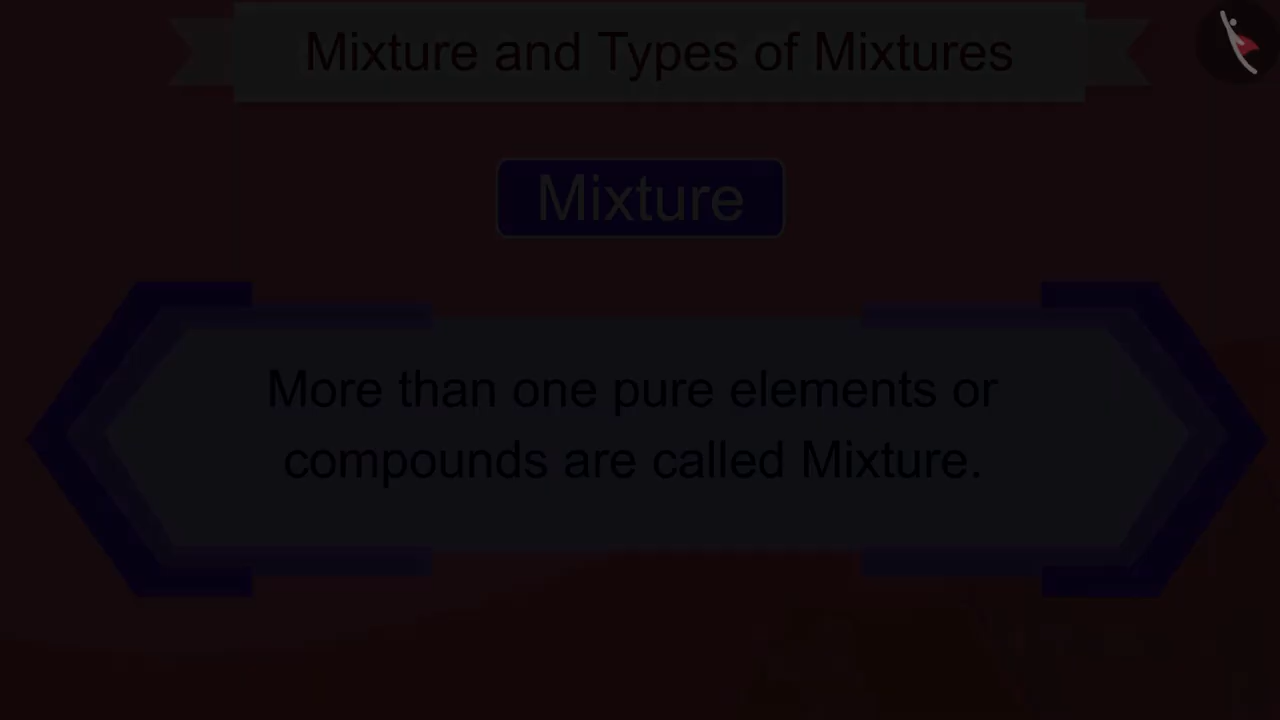 Mixture and Types of Mixtures
Mixture
More than one pure elements or
compounds are called Mixture.